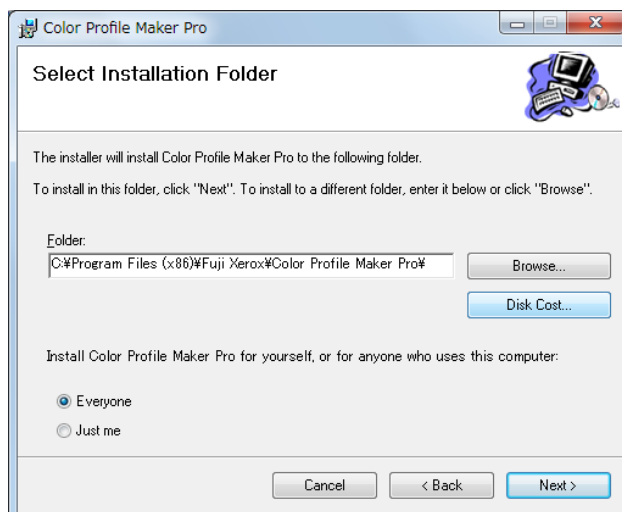 Color Profile Maker Pro
Select Installation Folder
The installer will install Color Profile Maker Pro to the following folder.
To install in this folder, click "Next". To install to a different folder, enter it below or click "Browse".
Folder:
C:¥Program Files (x86)¥Fuji Xerox¥Color Profile Maker Pro¥
Browse...
Disk Cost...
Install Color Profile Maker Pro for yourself, or for anyone who uses this computer:
Everyone
Just me
Cancel
< Back
Next >